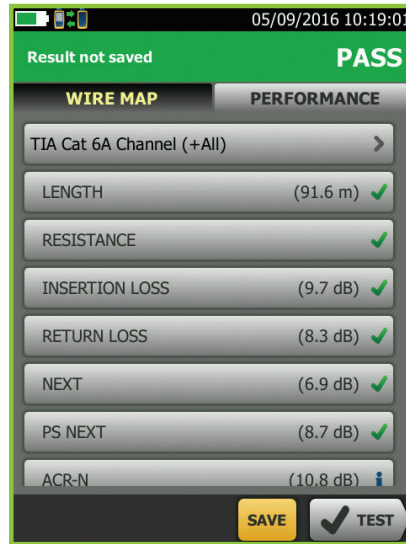 05/09/2016 10:19:01
Result not saved PASS
WIRE MAP PERFORMANCE
TIA Cat 6A Channel (+All)
LENGTH (91.6 m)
RESISTANCE
INSERTION LOSS (9.7 dB)
RETURN LOSS (8.3 dB)
NEXT (6.9 dB)
PS NEXT (8.7 dB)
ACR-N (10.8 dB)
SAVE TEST